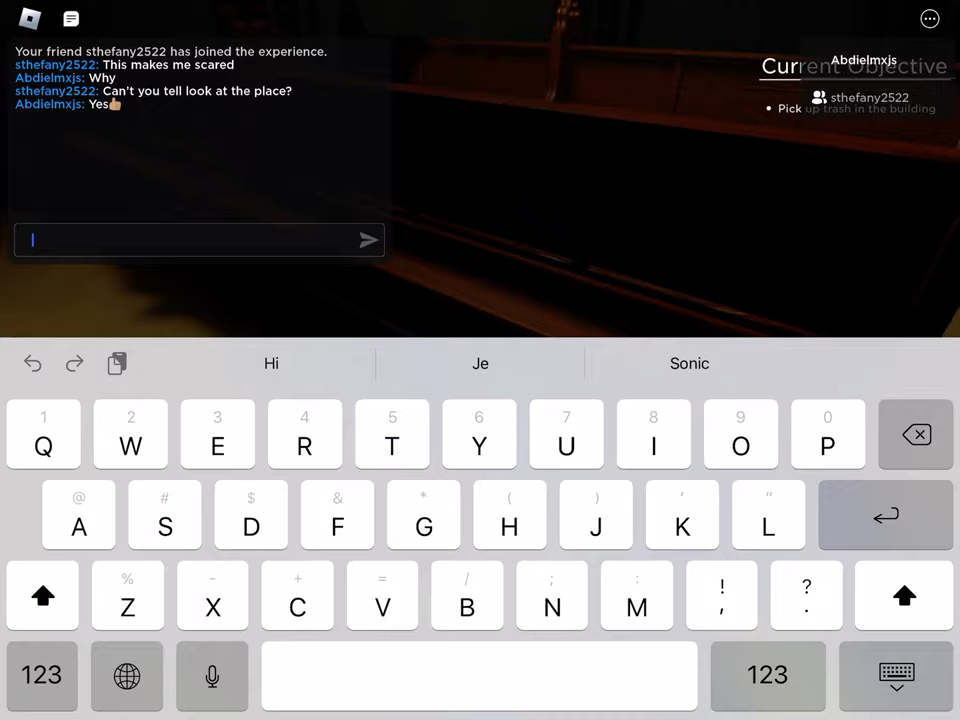 Your friend sthefany2522 has joined the experience.
sthefany2522: This makes me scared
Abdielmxjs: Why
sthefany2522: Can't you tell look at the place?
Abdielmxjs: Yes👍🏽
Current Objective
Abdielmxjs
sthefany2522
• Pick up trash in the building
Hi Je Sonic
1 2 3 4 5 6 7 8 9 0
Q W E R T Y U I O P
@ # $ & * ( ) ' "
A S D F G H J K L
% - + = / ; : ! ?
Z X C V B N M , .
123 123